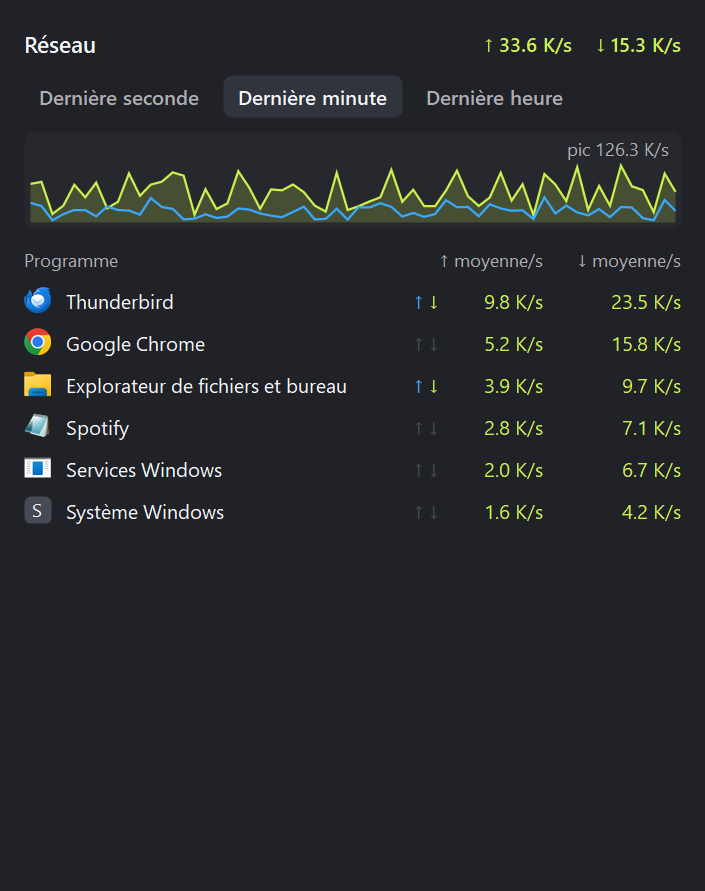 Réseau ↑ 33.6 K/s ↓ 15.3 K/s
Dernière seconde Dernière minute Dernière heure
pic 126.3 K/s
Programme ↑ moyenne/s ↓ moyenne/s
Thunderbird ↑ ↓ 9.8 K/s 23.5 K/s
Google Chrome ↑ ↓ 5.2 K/s 15.8 K/s
Explorateur de fichiers et bureau ↑ ↓ 3.9 K/s 9.7 K/s
Spotify ↑ ↓ 2.8 K/s 7.1 K/s
Services Windows ↑ ↓ 2.0 K/s 6.7 K/s
S Système Windows ↑ ↓ 1.6 K/s 4.2 K/s